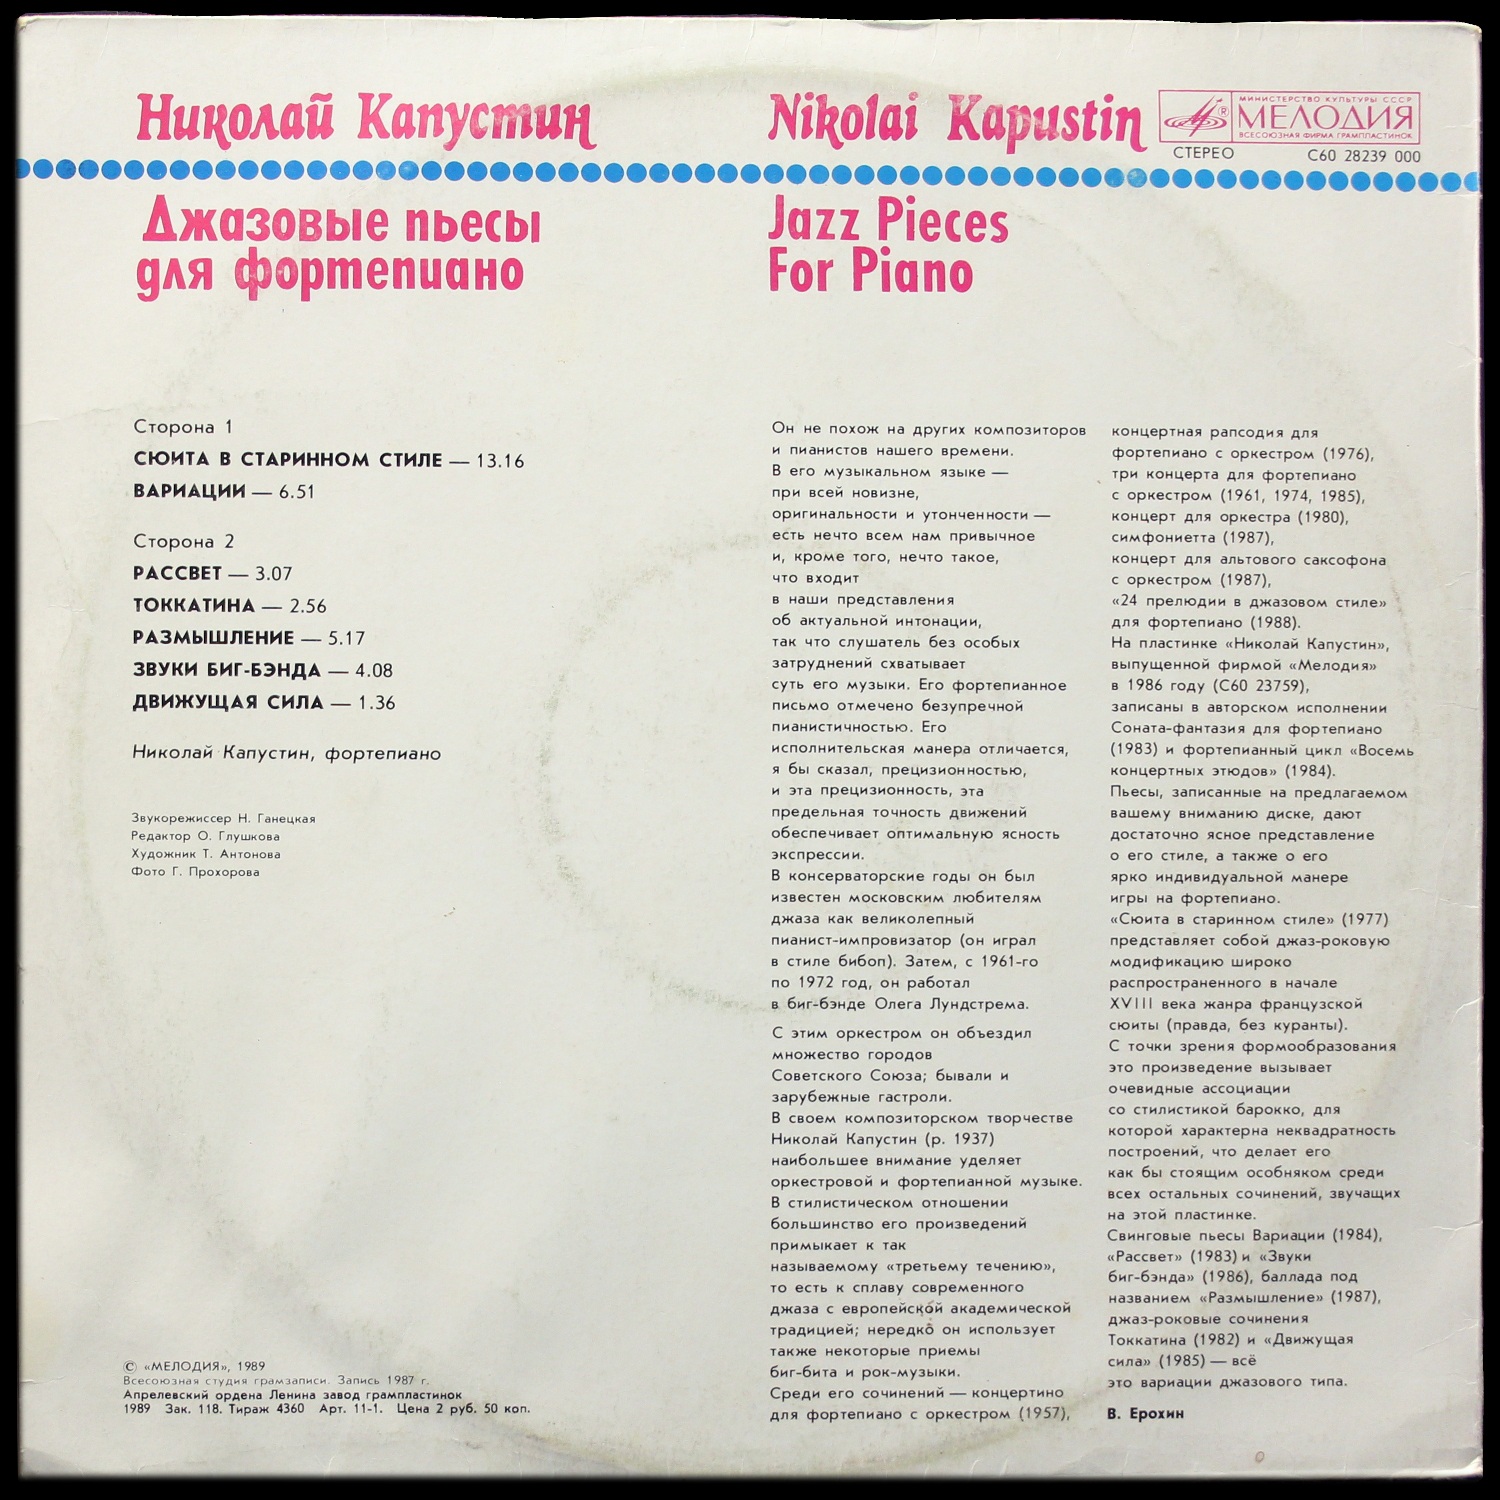 Николай Капустин
Nikolai Kapustin
МИНИСТЕРСТВО КУЛЬТУРЫ СССР
МЕЛОДИЯ
ВСЕСОЮЗНАЯ ФИРМА ГРАМПЛАСТИНОК
®
СТЕРЕО С60 28239 000
Джазовые пьесы
для фортепиано
Jazz Pieces
For Piano
Сторона 1
СЮИТА В СТАРИННОМ СТИЛЕ — 13.16
ВАРИАЦИИ — 6.51
Сторона 2
РАССВЕТ — 3.07
ТОККАТИНА — 2.56
РАЗМЫШЛЕНИЕ — 5.17
ЗВУКИ БИГ-БЭНДА — 4.08
ДВИЖУЩАЯ СИЛА — 1.36
Николай Капустин, фортепиано
Звукорежиссер Н. Ганецкая
Редактор О. Глушкова
Художник Т. Антонова
Фото Г. Прохорова
© «МЕЛОДИЯ», 1989
Всесоюзная студия грамзаписи. Запись 1987 г.
Апрелевский ордена Ленина завод грампластинок
1989 Зак. 118. Тираж 4360 Арт. 11-1. Цена 2 руб. 50 коп.
Он не похож на других композиторов
и пианистов нашего времени.
В его музыкальном языке —
при всей новизне,
оригинальности и утонченности —
есть нечто всем нам привычное
и, кроме того, нечто такое,
что входит
в наши представления
об актуальной интонации,
так что слушатель без особых
затруднений схватывает
суть его музыки. Его фортепианное
письмо отмечено безупречной
пианистичностью. Его
исполнительская манера отличается,
я бы сказал, прецизионностью,
и эта прецизионность, эта
предельная точность движений
обеспечивает оптимальную ясность
экспрессии.
В консерваторские годы он был
известен московским любителям
джаза как великолепный
пианист-импровизатор (он играл
в стиле бибоп). Затем, с 1961-го
по 1972 год, он работал
в биг-бэнде Олега Лундстрема.
С этим оркестром он объездил
множество городов
Советского Союза; бывали и
зарубежные гастроли.
В своем композиторском творчестве
Николай Капустин (р. 1937)
наибольшее внимание уделяет
оркестровой и фортепианной музыке.
В стилистическом отношении
большинство его произведений
примыкает к так
называемому «третьему течению»,
то есть к сплаву современного
джаза с европейской академической
традицией; нередко он использует
также некоторые приемы
биг-бита и рок-музыки.
Среди его сочинений — концертино
для фортепиано с оркестром (1957),
концертная рапсодия для
фортепиано с оркестром (1976),
три концерта для фортепиано
с оркестром (1961, 1974, 1985),
концерт для оркестра (1980),
симфониетта (1987),
концерт для альтового саксофона
с оркестром (1987),
«24 прелюдии в джазовом стиле»
для фортепиано (1988).
На пластинке «Николай Капустин»,
выпущенной фирмой «Мелодия»
в 1986 году (С60 23759),
записаны в авторском исполнении
Соната-фантазия для фортепиано
(1983) и фортепианный цикл «Восемь
концертных этюдов» (1984).
Пьесы, записанные на предлагаемом
вашему вниманию диске, дают
достаточно ясное представление
о его стиле, а также о его
ярко индивидуальной манере
игры на фортепиано.
«Сюита в старинном стиле» (1977)
представляет собой джаз-роковую
модификацию широко
распространенного в начале
XVIII века жанра французской
сюиты (правда, без куранты).
С точки зрения формообразования
это произведение вызывает
очевидные ассоциации
со стилистикой барокко, для
которой характерна неквадратность
построений, что делает его
как бы стоящим особняком среди
всех остальных сочинений, звучащих
на этой пластинке.
Свинговые пьесы Вариации (1984),
«Рассвет» (1983) и «Звуки
биг-бэнда» (1986), баллада под
названием «Размышление» (1987),
джаз-роковые сочинения
Токкатина (1982) и «Движущая
сила» (1985) — всё
это вариации джазового типа.
В. Ерохин